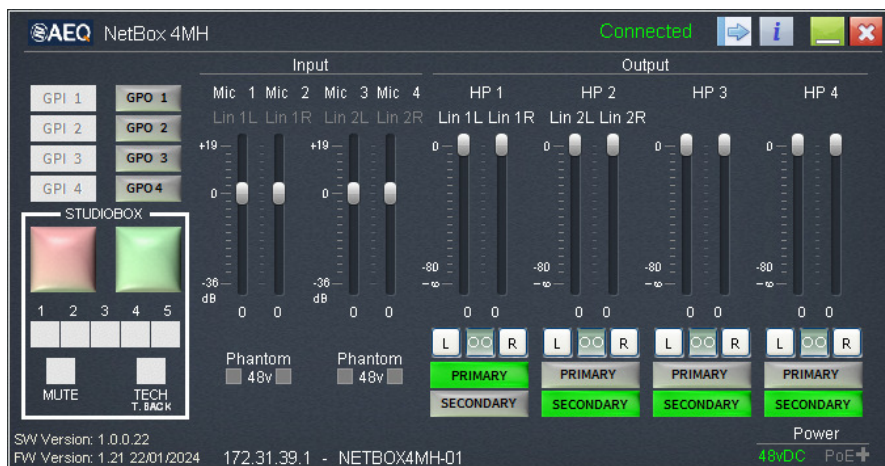 AEQ NetBox 4MH Connected i
Input Output
GPI 1 GPO 1 Mic 1 Mic 2 Mic 3 Mic 4 HP 1 HP 2 HP 3 HP 4
GPI 2 GPO 2 Lin 1L Lin 1R Lin 2L Lin 2R Lin 1L Lin 1R Lin 2L Lin 2R
GPI 3 GPO 3 +19 +19 0 0 0 0
GPI 4 GPO 4 0 0
STUDIOBOX
-80 -80 -80 -80
-36 -36 -∞ -∞ -∞ -∞
dB dB
1 2 3 4 5 0 0 0 0 0 0 0 0 0 0 0 0
L R L R L R L R
Phantom Phantom
48v 48v
PRIMARY PRIMARY PRIMARY PRIMARY
MUTE TECH
T. BACK
SECONDARY SECONDARY SECONDARY SECONDARY
SW Version: 1.0.0.22 Power
FW Version: 1.21 22/01/2024 172.31.39.1 - NETBOX4MH-01 48vDC PoE+